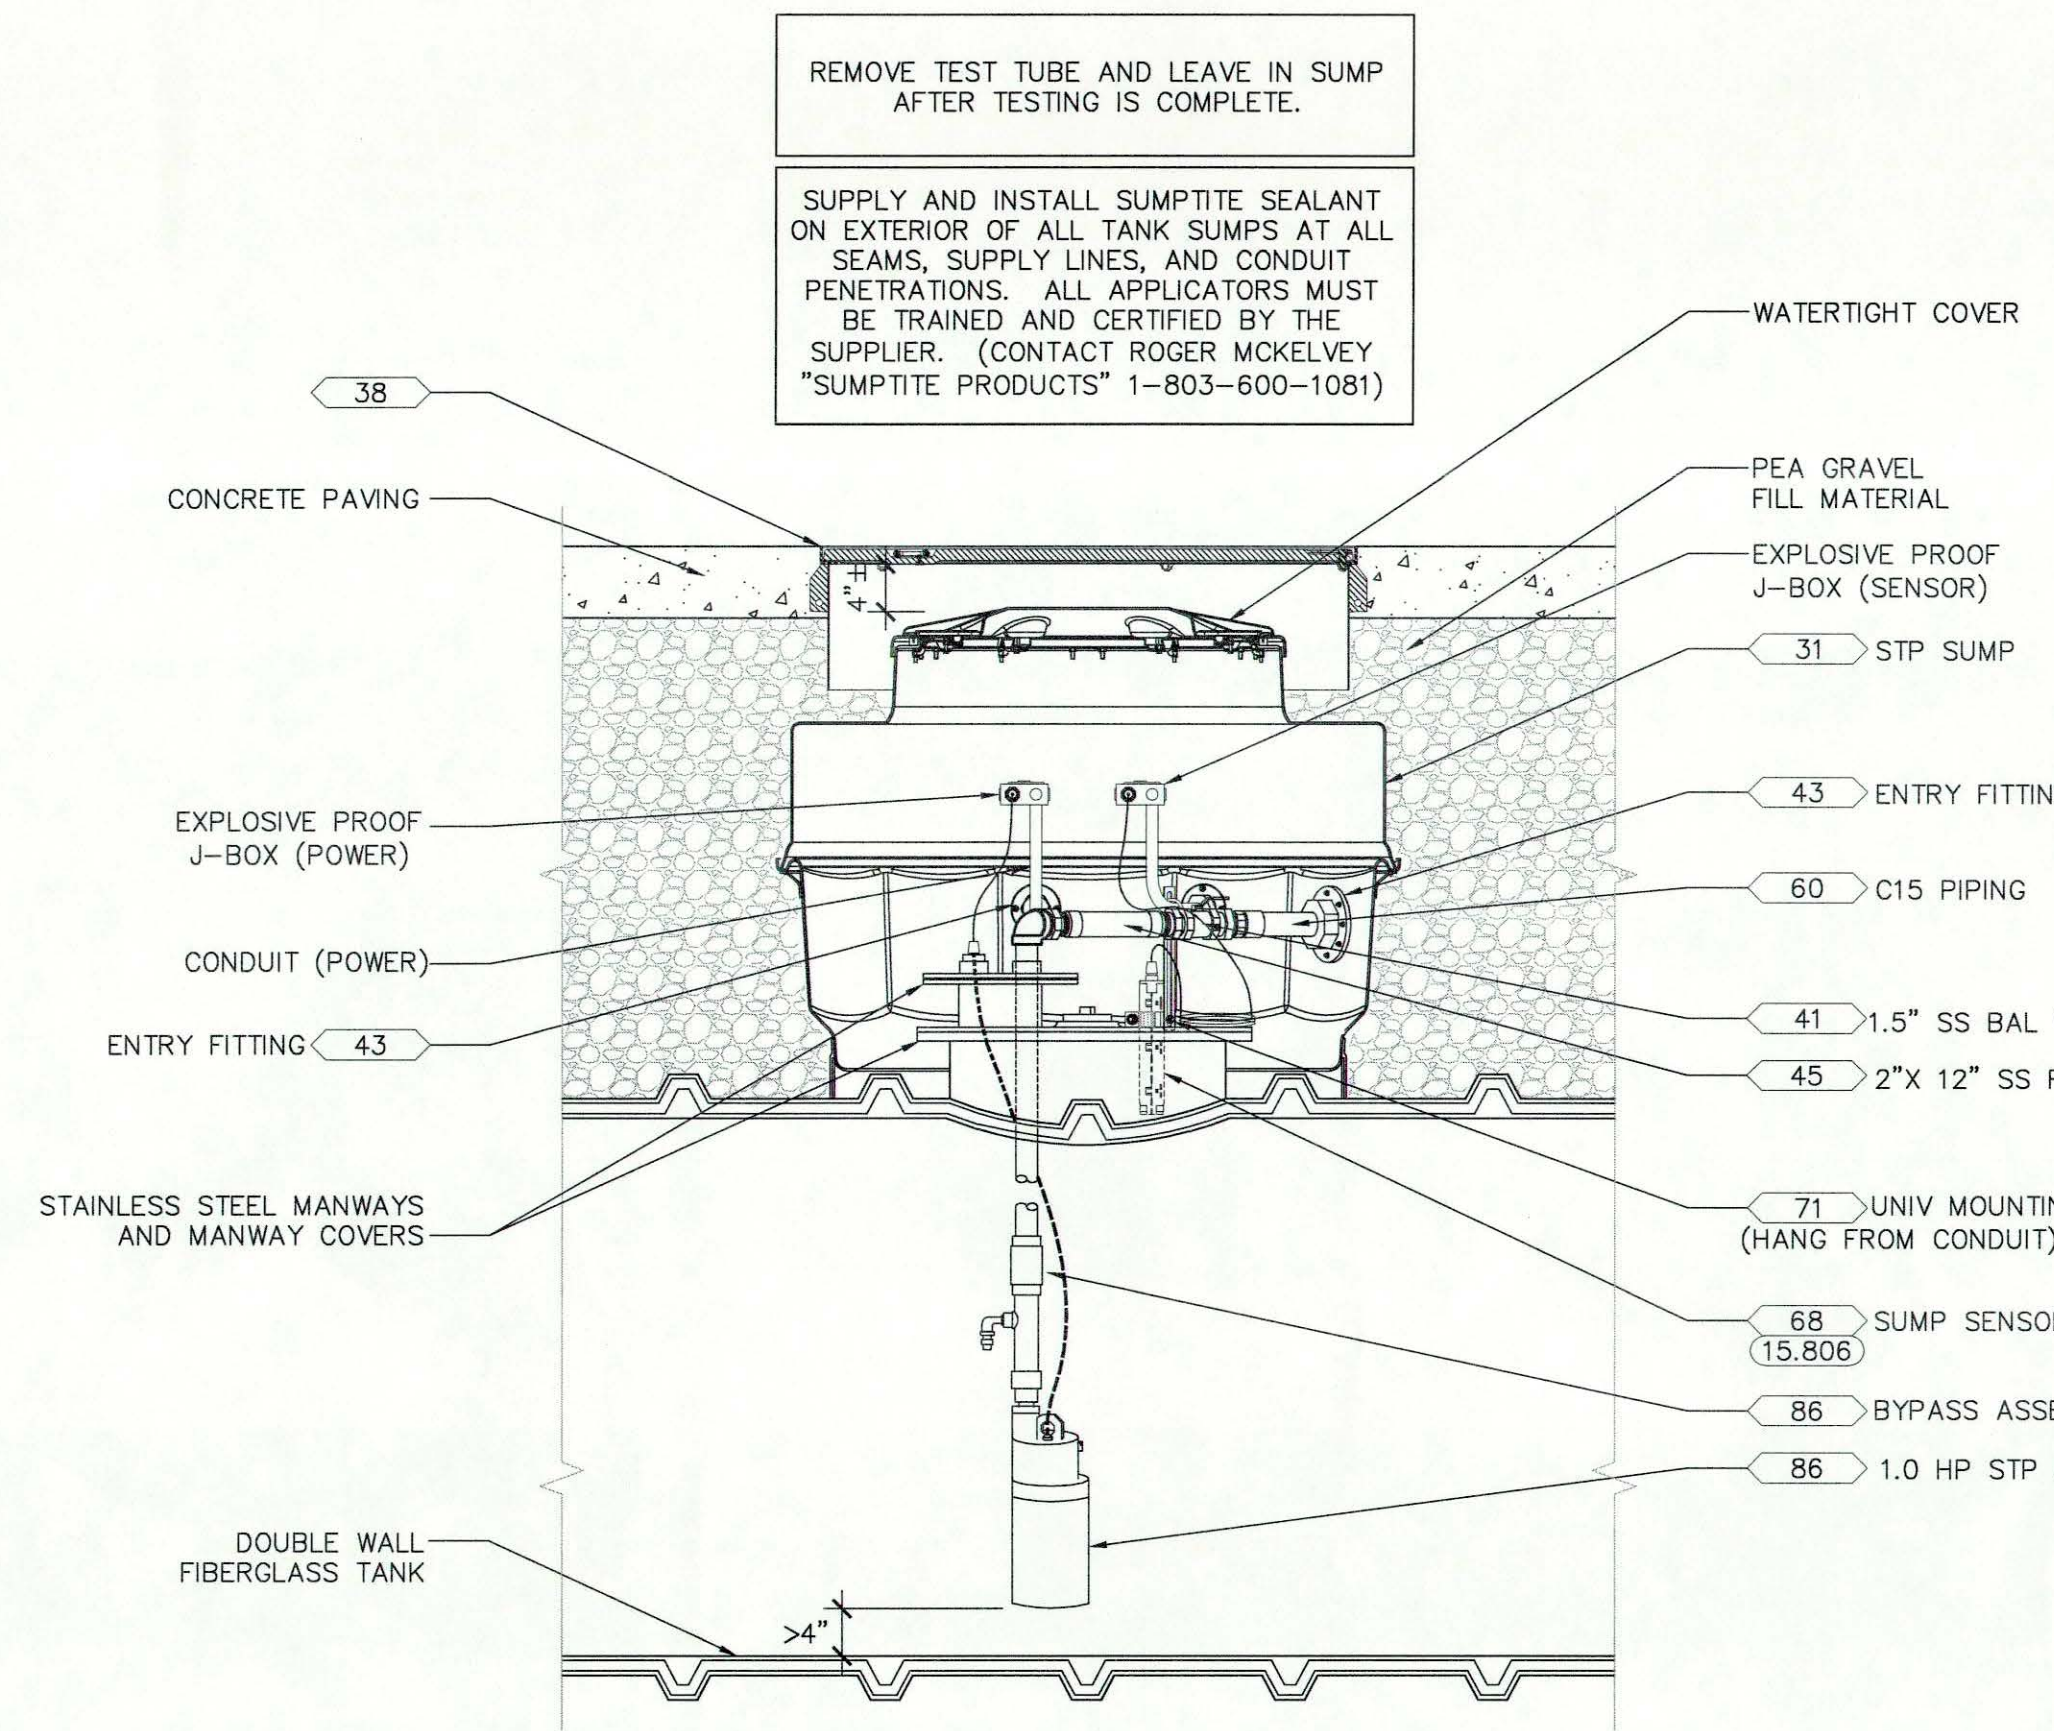 REMOVE TEST TUBE AND LEAVE IN SUMP
AFTER TESTING IS COMPLETE.
SUPPLY AND INSTALL SUMPTITE SEALANT
ON EXTERIOR OF ALL TANK SUMPS AT ALL
SEAMS, SUPPLY LINES, AND CONDUIT
PENETRATIONS. ALL APPLICATORS MUST
BE TRAINED AND CERTIFIED BY THE
SUPPLIER. (CONTACT ROGER MCKELVEY
"SUMPTITE PRODUCTS" 1-803-600-1081)
38
CONCRETE PAVING
EXPLOSIVE PROOF
J-BOX (POWER)
CONDUIT (POWER)
ENTRY FITTING 43
STAINLESS STEEL MANWAYS
AND MANWAY COVERS
DOUBLE WALL
FIBERGLASS TANK
4" ±
>4"
WATERTIGHT COVER
PEA GRAVEL
FILL MATERIAL
EXPLOSIVE PROOF
J-BOX (SENSOR)
31 STP SUMP
43 ENTRY FITTIN
60 C15 PIPING
41 1.5" SS BAL
45 2"X 12" SS
71 UNIV MOUNTIN
(HANG FROM CONDUIT)
68 SUMP SENSO
15.806
86 BYPASS ASSE
86 1.0 HP STP